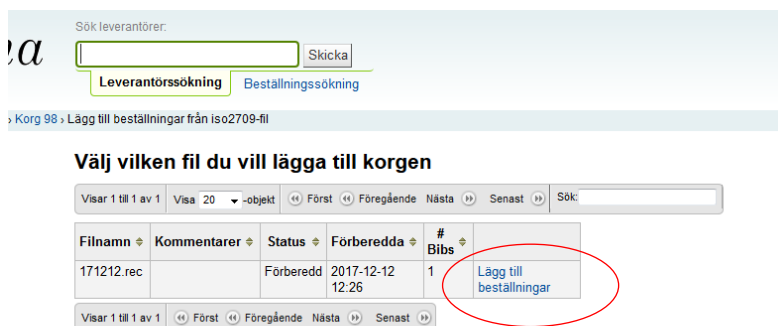 Sök leverantörer:
Skicka
Leverantörssökning Beställningssökning
› Korg 98 › Lägg till beställningar från iso2709-fil
Välj vilken fil du vill lägga till korgen
Visar 1 till 1 av 1 Visa 20 -objekt Först Föregående Nästa Senast Sök:
Filnamn Kommentarer Status Förberedda # Bibs
171212.rec Förberedd 2017-12-12 12:26 1 Lägg till beställningar
Visar 1 till 1 av 1 Först Föregående Nästa Senast